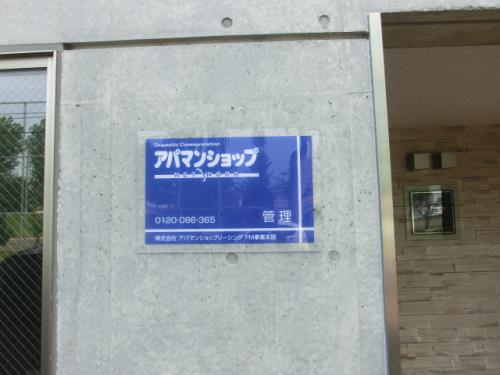 Dramatic Communication
アパマンショップ
NETWORK
0120-086-365
管理
株式会社 アパマンショップリーシング PM事業本部